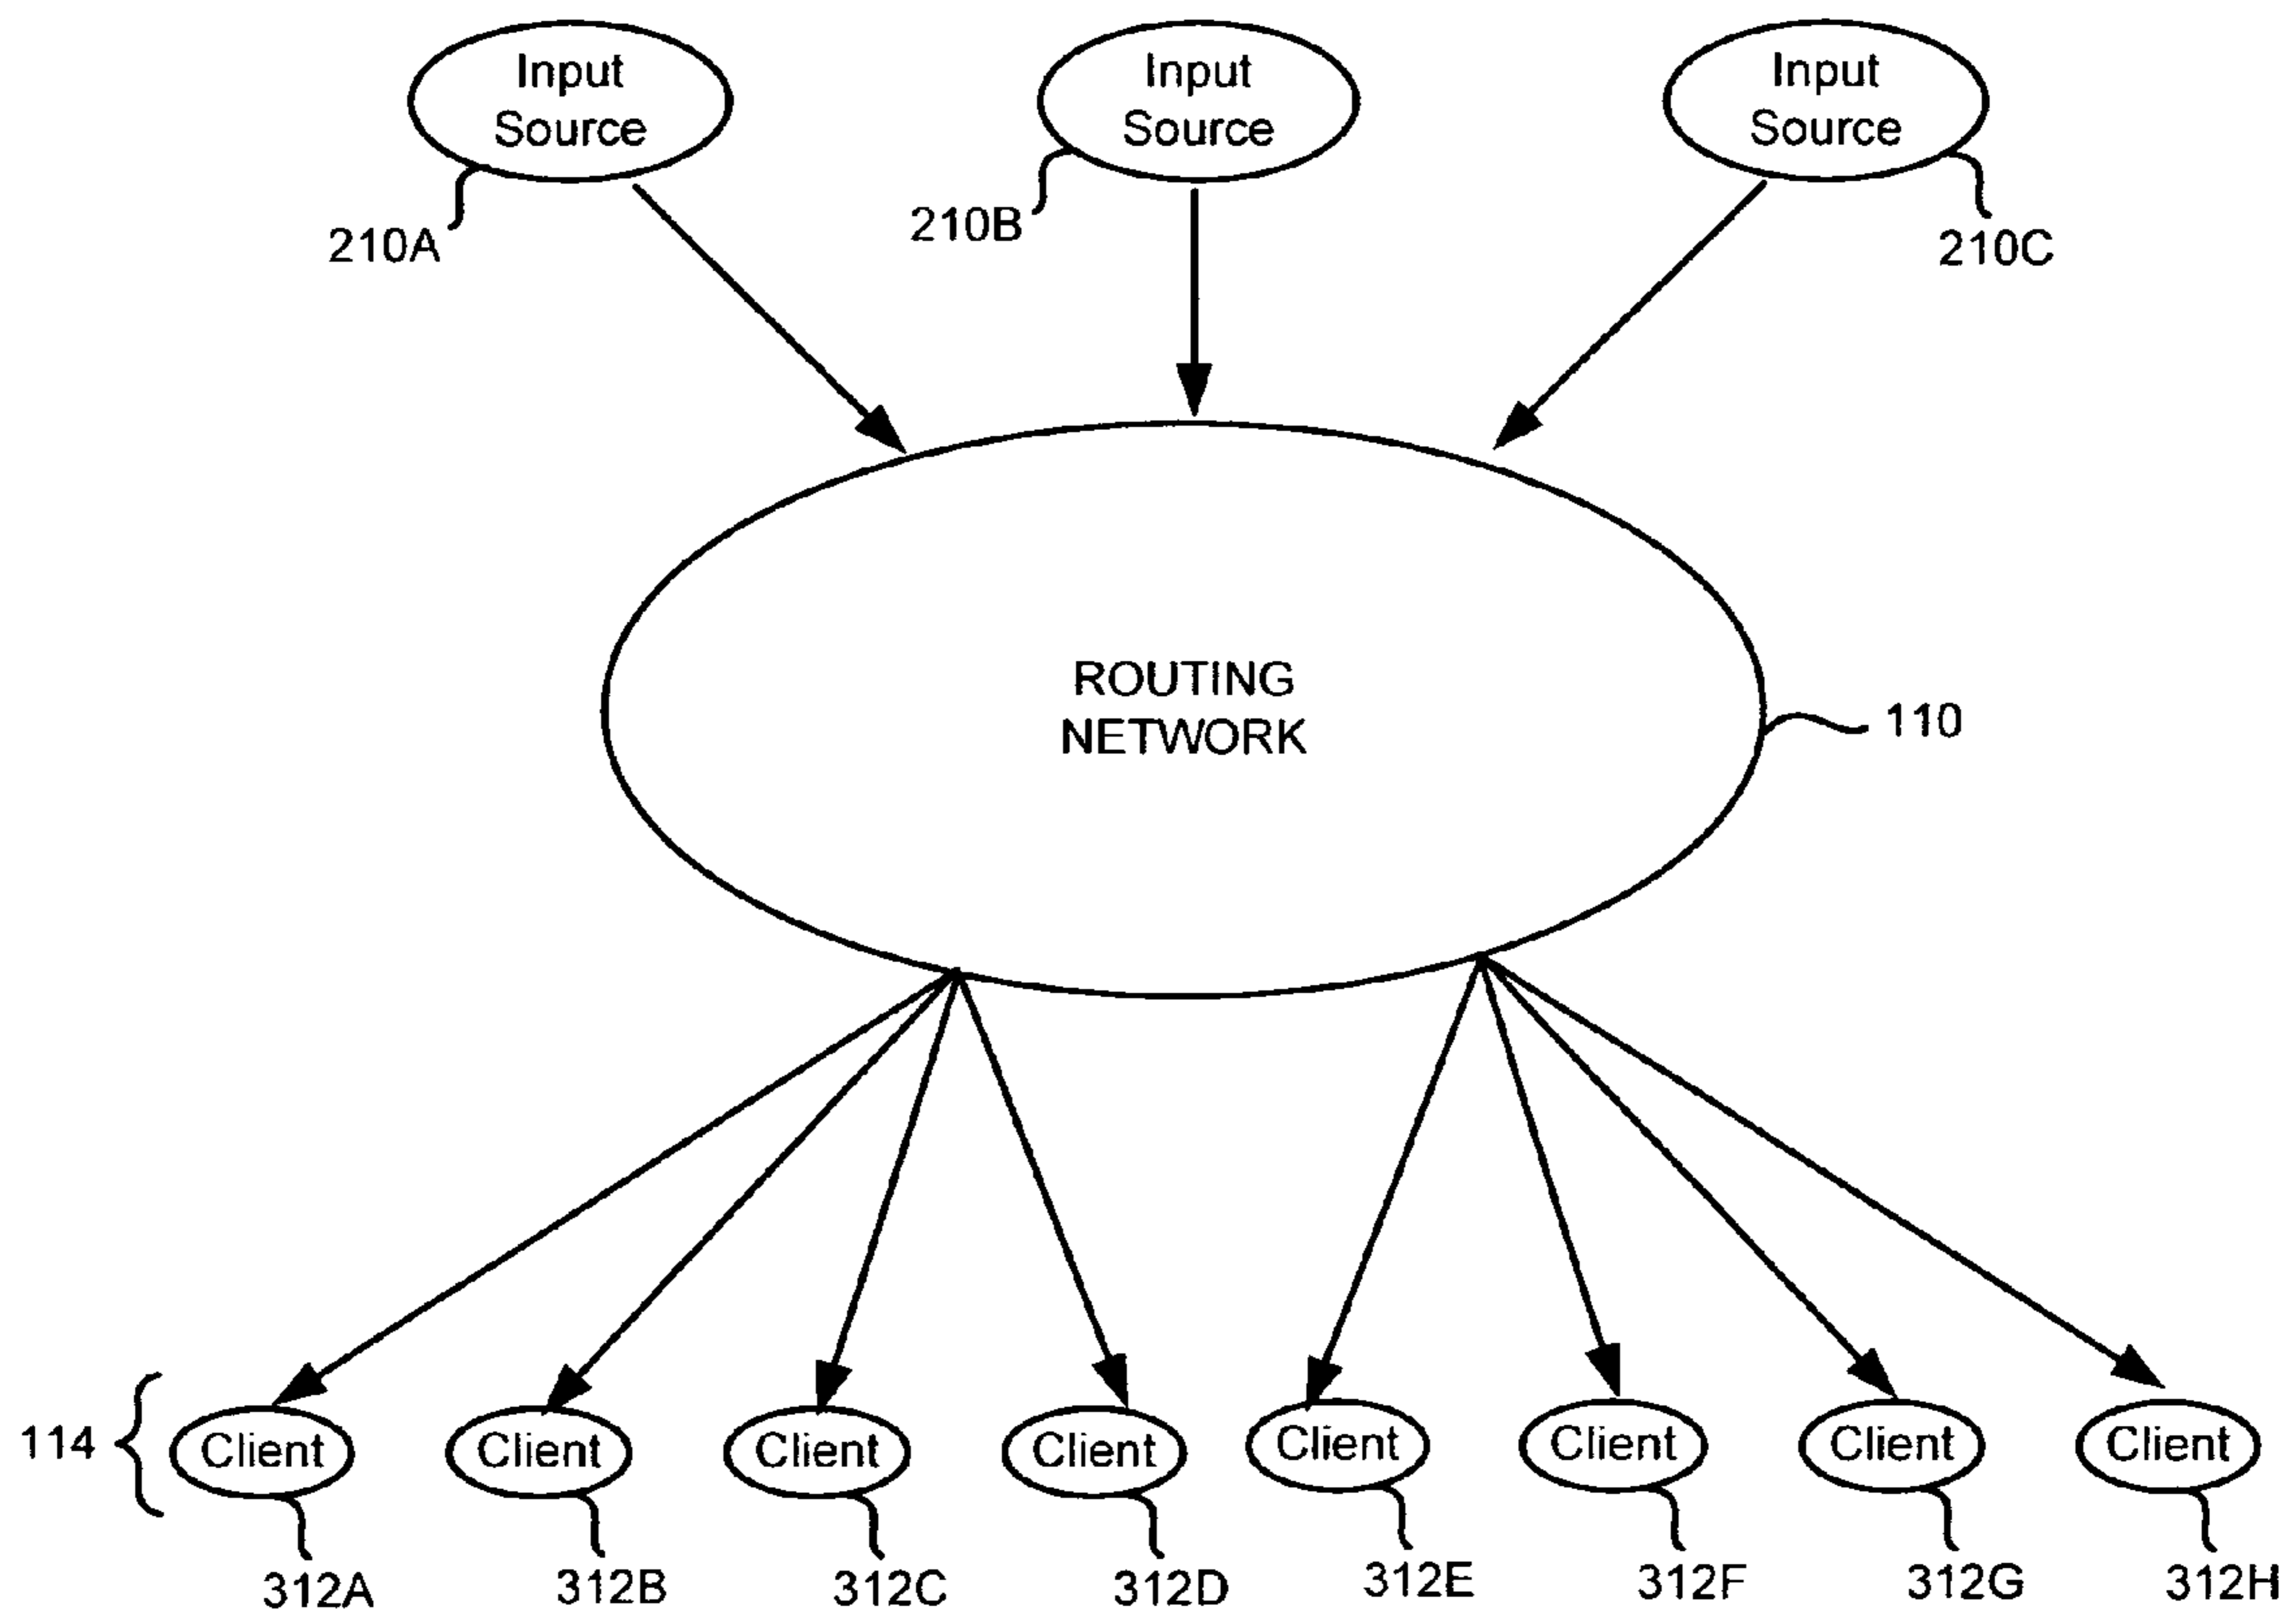 Input
Source
Input
Source
Input
Source
210A
210B
210C
ROUTING
NETWORK
110
114
Client
Client
Client
Client
Client
Client
Client
Client
312A
312B
312C
312D
312E
312F
312G
312H